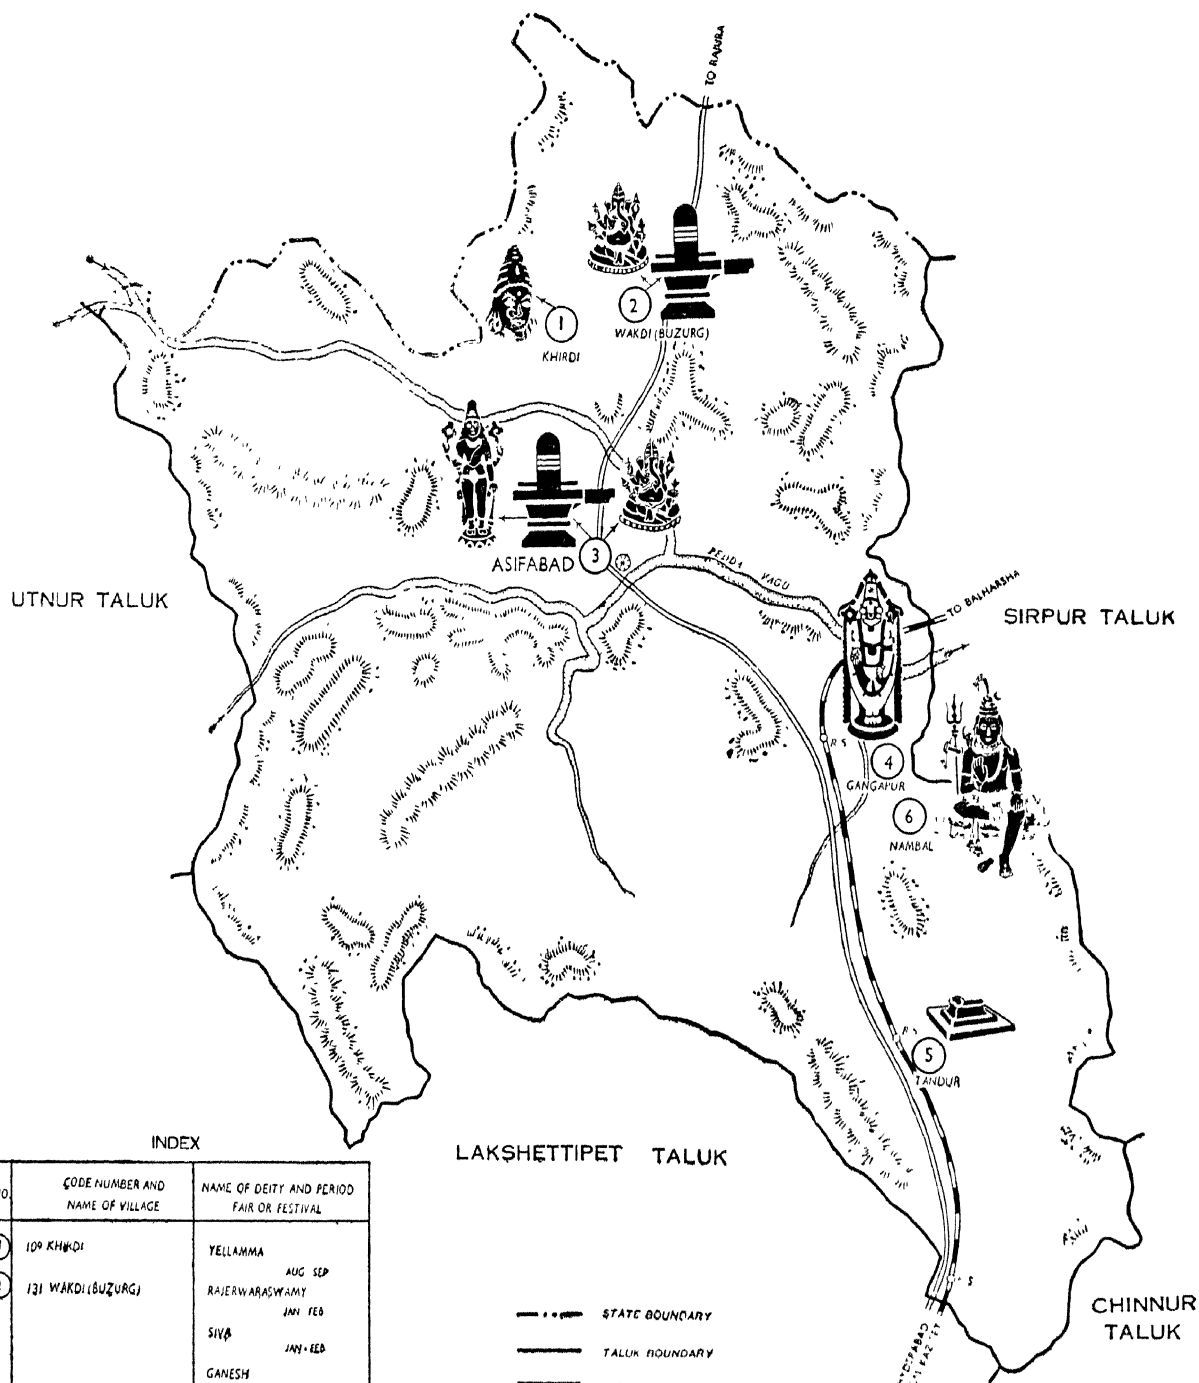 TO RAJURA
2
WAKDI (BUZURG)
1
KHIRDI
3
ASIFABAD
PEDDA VAGU
UTNUR TALUK
TO BALHARSHA
SIRPUR TALUK
R S
4
GANGAPUR
6
NAMBAL
R S
5
TANDUR
LAKSHETTIPET TALUK
S
CHINNUR
TALUK
INDEX
CODE NUMBER AND
NAME OF VILLAGE
NAME OF DEITY AND PERIOD
FAIR OR FESTIVAL
109 KHIRDI
YELLAMMA
AUG SEP
131 WAKDI (BUZURG)
RAJERWARASWAMY
JAN FEB
SIVA
JAN-FEB
GANESH
STATE BOUNDARY
TALUK BOUNDARY